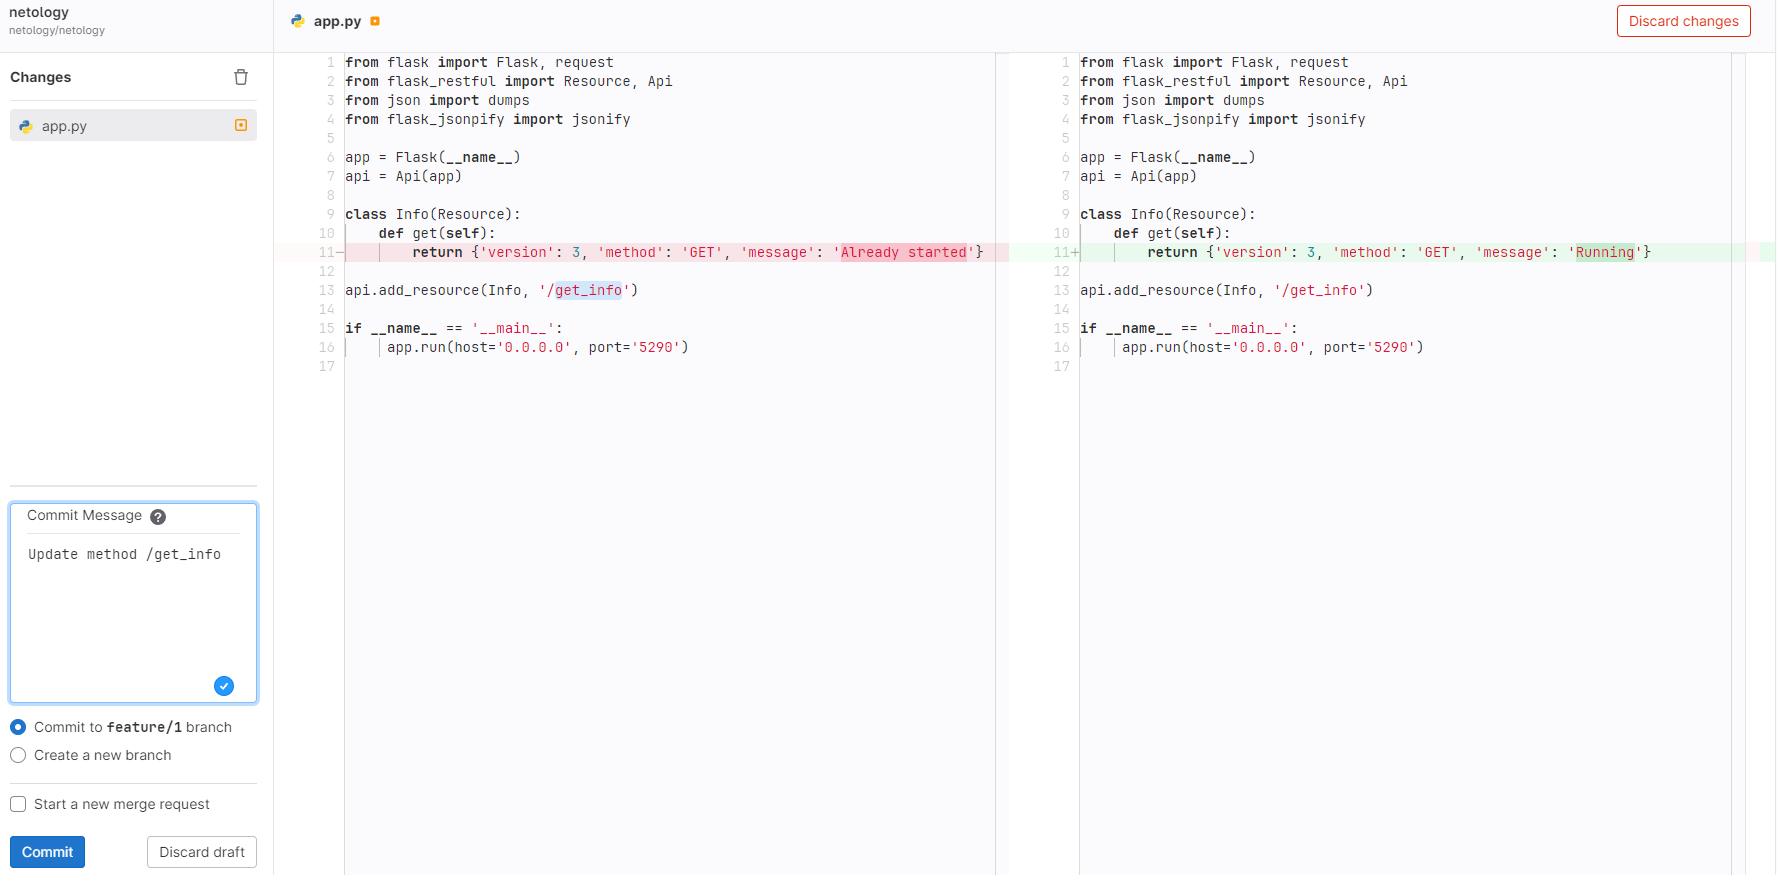 netology
netology/netology
Changes
app.py
Commit Message ?
Update method /get_info
Commit to feature/1 branch
Create a new branch
Start a new merge request
Commit
Discard draft
app.py
Discard changes
1 from flask import Flask, request
2 from flask_restful import Resource, Api
3 from json import dumps
4 from flask_jsonpify import jsonify
5
6 app = Flask(__name__)
7 api = Api(app)
8
9 class Info(Resource):
10     def get(self):
11–         return {'version': 3, 'method': 'GET', 'message': 'Already started'}
12
13 api.add_resource(Info, '/get_info')
14
15 if __name__ == '__main__':
16      app.run(host='0.0.0.0', port='5290')
17
1 from flask import Flask, request
2 from flask_restful import Resource, Api
3 from json import dumps
4 from flask_jsonpify import jsonify
5
6 app = Flask(__name__)
7 api = Api(app)
8
9 class Info(Resource):
10     def get(self):
11+         return {'version': 3, 'method': 'GET', 'message': 'Running'}
12
13 api.add_resource(Info, '/get_info')
14
15 if __name__ == '__main__':
16      app.run(host='0.0.0.0', port='5290')
17